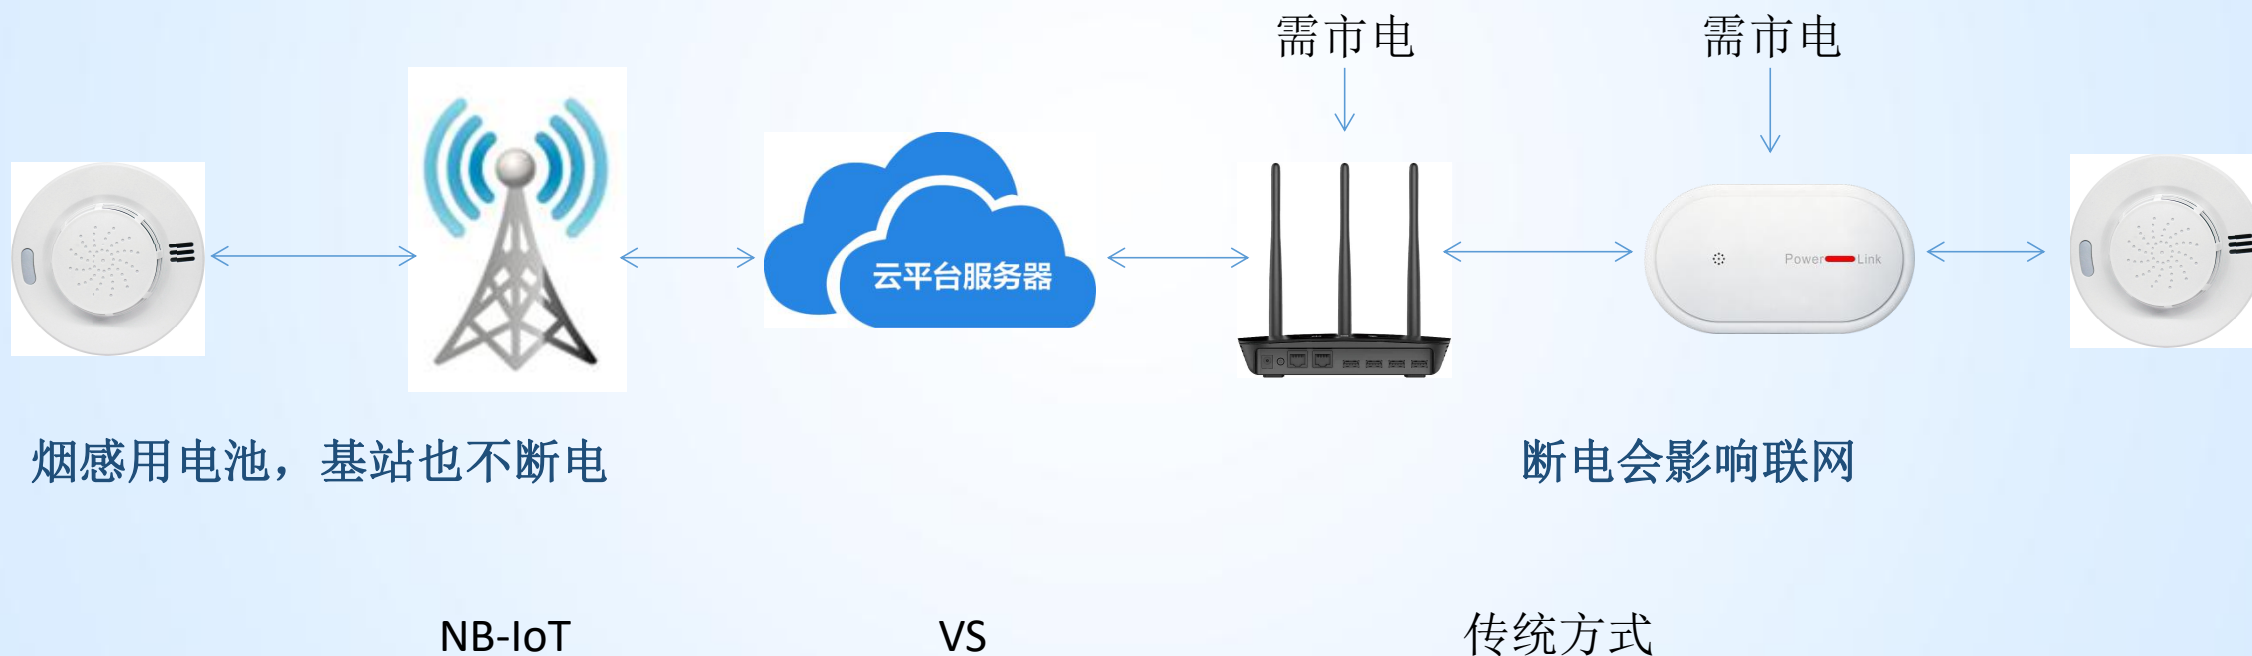 需市电
需市电
云平台服务器
Power Link
烟感用电池，基站也不断电
断电会影响联网
NB-IoT
VS
传统方式